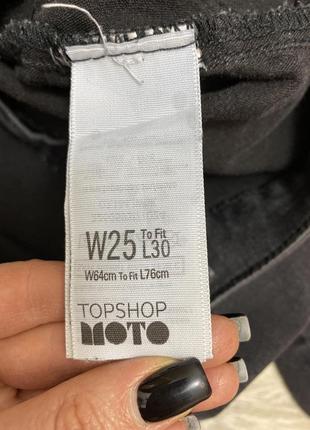 W25 To Fit L30
W64cm To Fit L76cm
TOPSHOP
MOTO